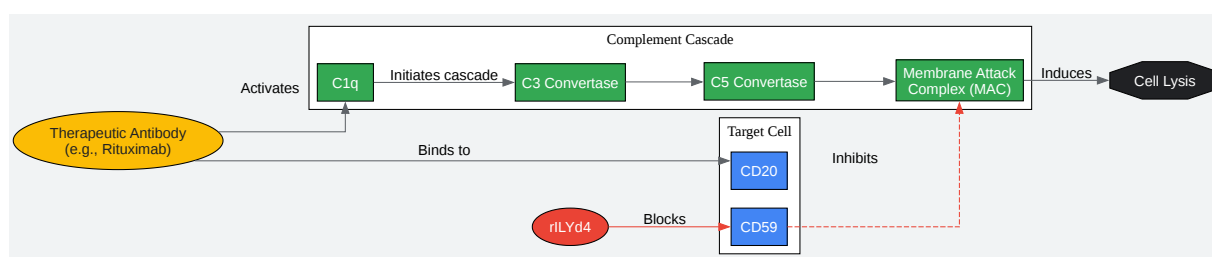 Complement Cascade
Activates
C1q
Initiates cascade
C3 Convertase
C5 Convertase
Membrane Attack
Complex (MAC)
Induces
Cell Lysis
Therapeutic Antibody
(e.g., Rituximab)
Binds to
Target Cell
CD20
Inhibits
rILYd4
Blocks
CD59